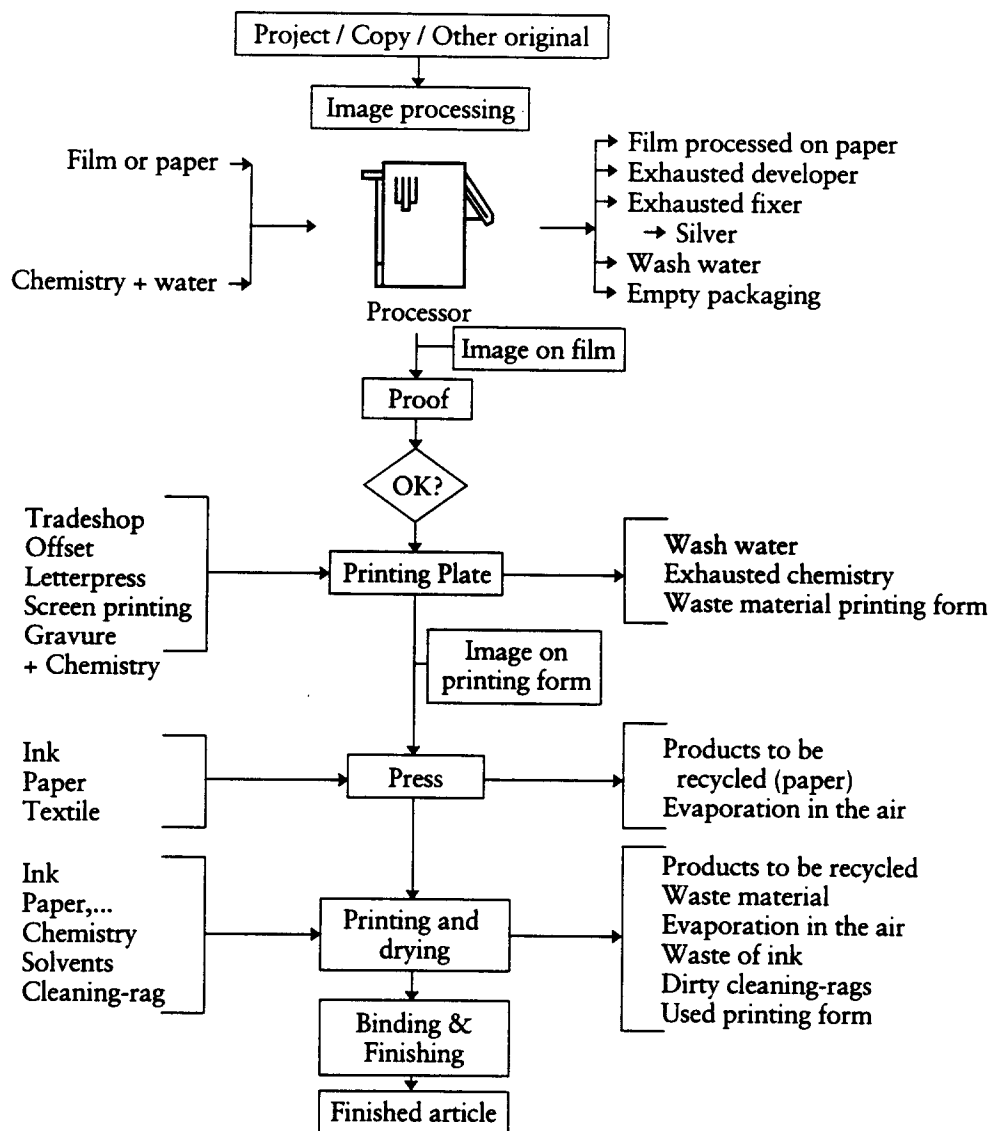 Project / Copy / Other original
Image processing
Film or paper
Chemistry + water
Processor
Film processed on paper
Exhausted developer
Exhausted fixer
Silver
Wash water
Empty packaging
Image on film
Proof
OK?
Tradeshop
Offset
Letterpress
Screen printing
Gravure
+ Chemistry
Printing Plate
Wash water
Exhausted chemistry
Waste material printing form
Image on
printing form
Ink
Paper
Textile
Press
Products to be
recycled (paper)
Evaporation in the air
Ink
Paper,...
Chemistry
Solvents
Cleaning-rag
Printing and
drying
Products to be recycled
Waste material
Evaporation in the air
Waste of ink
Dirty cleaning-rags
Used printing form
Binding &
Finishing
Finished article